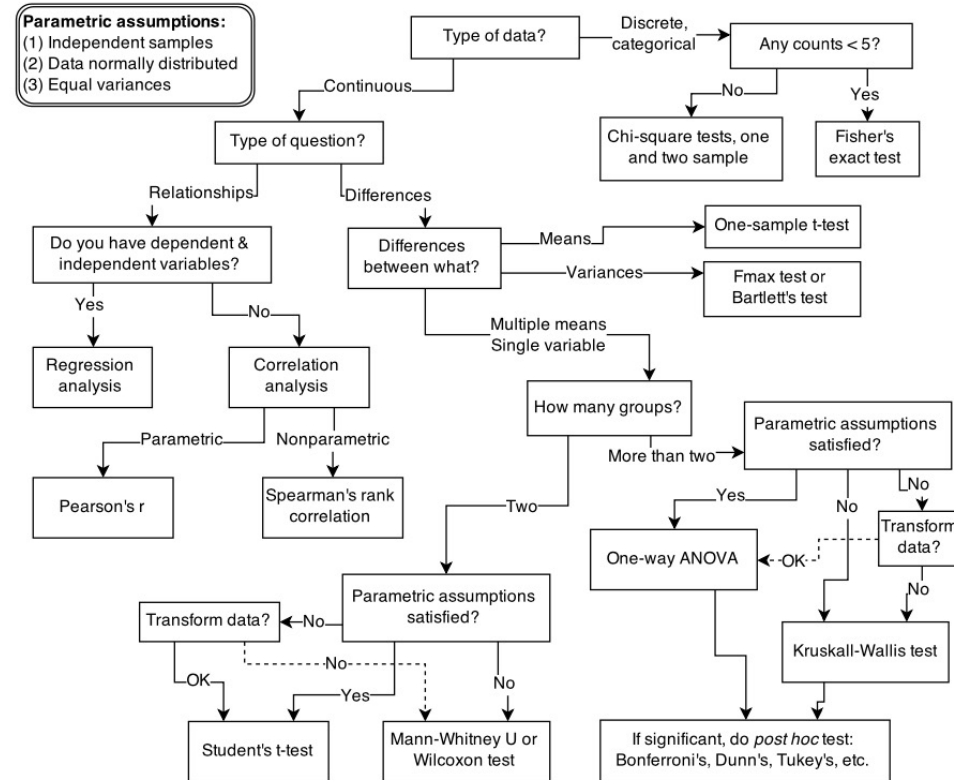 Parametric assumptions:
(1) Independent samples
(2) Data normally distributed
(3) Equal variances
Type of data?
Discrete,
categorical
Any counts < 5?
Continuous
No
Yes
Type of question?
Chi-square tests, one
and two sample
Fisher's
exact test
Relationships
Differences
Do you have dependent &
independent variables?
Differences
between what?
Means
One-sample t-test
Variances
Fmax test or
Bartlett's test
Yes
No
Multiple means
Single variable
Regression
analysis
Correlation
analysis
How many groups?
Parametric assumptions
satisfied?
Parametric
Nonparametric
More than two
Pearson's r
Spearman's rank
correlation
Two
Yes
No
No
One-way ANOVA
OK
Transform
data?
No
Transform data?
No
Parametric assumptions
satisfied?
Kruskall-Wallis test
No
OK
Yes
No
Student's t-test
Mann-Whitney U or
Wilcoxon test
If significant, do post hoc test:
Bonferroni's, Dunn's, Tukey's, etc.